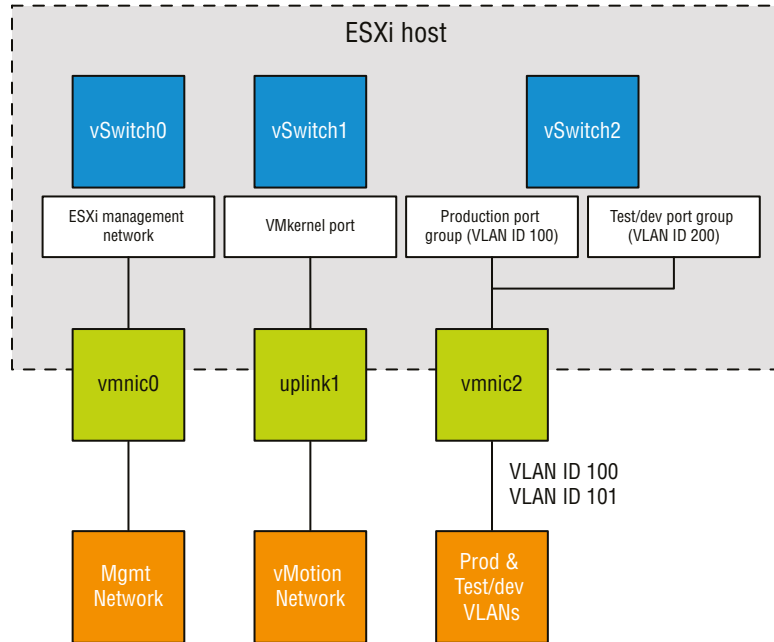 ESXi host
vSwitch0
vSwitch1
vSwitch2
ESXi management
network
VMkernel port
Production port
group (VLAN ID 100)
Test/dev port group
(VLAN ID 200)
vmnic0
uplink1
vmnic2
VLAN ID 100
VLAN ID 101
Mgmt
Network
vMotion
Network
Prod &
Test/dev
VLANs